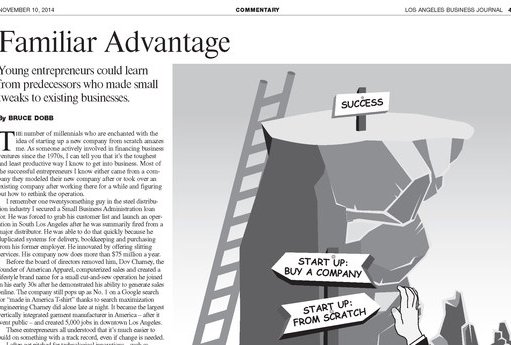 NOVEMBER 10, 2014
COMMENTARY
LOS ANGELES BUSINESS JOURNAL 4
Familiar Advantage
Young entrepreneurs could learn
from predecessors who made small
tweaks to existing businesses.
By BRUCE DOBB
THE number of millennials who are enchanted with the
idea of starting up a new company from scratch amazes
me. As someone actively involved in financing business
ventures since the 1970s, I can tell you that it's the toughest
and least productive way I know to get into business. Most of
the successful entrepreneurs I know either came from a com-
pany they modeled their new company after or took over an
existing company after working there for a while and figuring
out how to rethink the operation.
I remember one twentysomething guy in the steel distribu-
tion industry I secured a Small Business Administration loan
for. He was forced to grab his customer list and launch an oper-
ation in South Los Angeles after he was summarily fired from a
major distributor. He was able to do that quickly because he
duplicated systems for delivery, bookkeeping and purchasing
from his former employer. He innovated by offering slitting
services. His company now does more than $75 million a year.
Before the board of directors removed him, Dov Charney, the
founder of American Apparel, computerized sales and created a
lifestyle brand name for a small cut-and-sew operation he started
in his early 30s after he demonstrated his ability to generate sales
online. The company still pops up as No. 1 on a Google search
for "made in America T-shirt" thanks to search maximization
engineering Charney did alone late at night. It became the largest
vertically integrated garment manufacturer in America – after it
went public – and created 5,000 jobs in downtown Los Angeles.
These entrepreneurs all understood that it's much easier to
build on something with a track record, even if change is needed.
SUCCESS
START UP:
BUY A COMPANY
START UP:
FROM SCRATCH